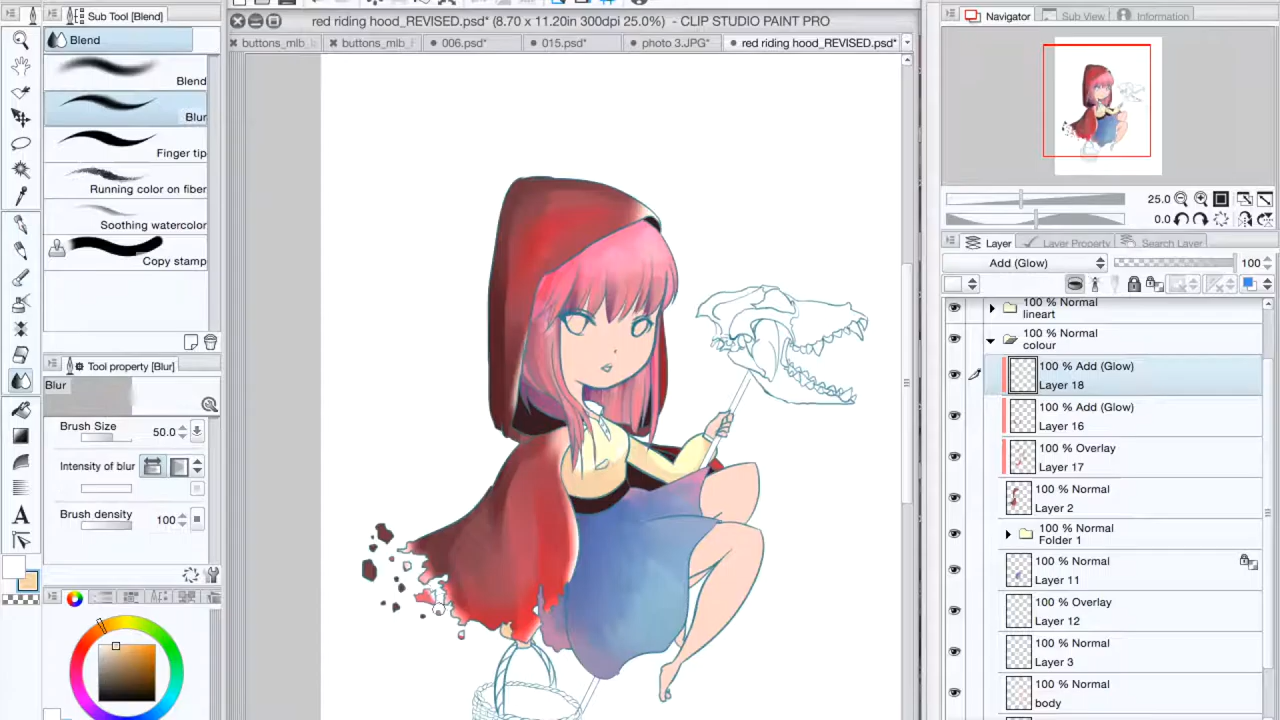 Sub Tool [Blend]
Blend
Blend
Blur
Finger tip
Running color on fiber
Soothing watercolor
Copy stamp
Tool property [Blur]
Blur
Brush Size 50.0
Intensity of blur
Brush density 100
red riding hood_REVISED.psd* (8.70 x 11.20in 300dpi 25.0%) - CLIP STUDIO PAINT PRO
buttons_mlb_ buttons_mlb_ 006.psd* 015.psd* photo 3.JPG* red riding hood_REVISED.psd*
Navigator Sub View Information
25.0
0.0
Layer Layer Property Search Layer
Add (Glow) 100
100 % Normal
lineart
100 % Normal
colour
100 % Add (Glow)
Layer 18
100 % Add (Glow)
Layer 16
100 % Overlay
Layer 17
100 % Normal
Layer 2
100 % Normal
Folder 1
100 % Normal
Layer 11
100 % Overlay
Layer 12
100 % Normal
Layer 3
100 % Normal
body